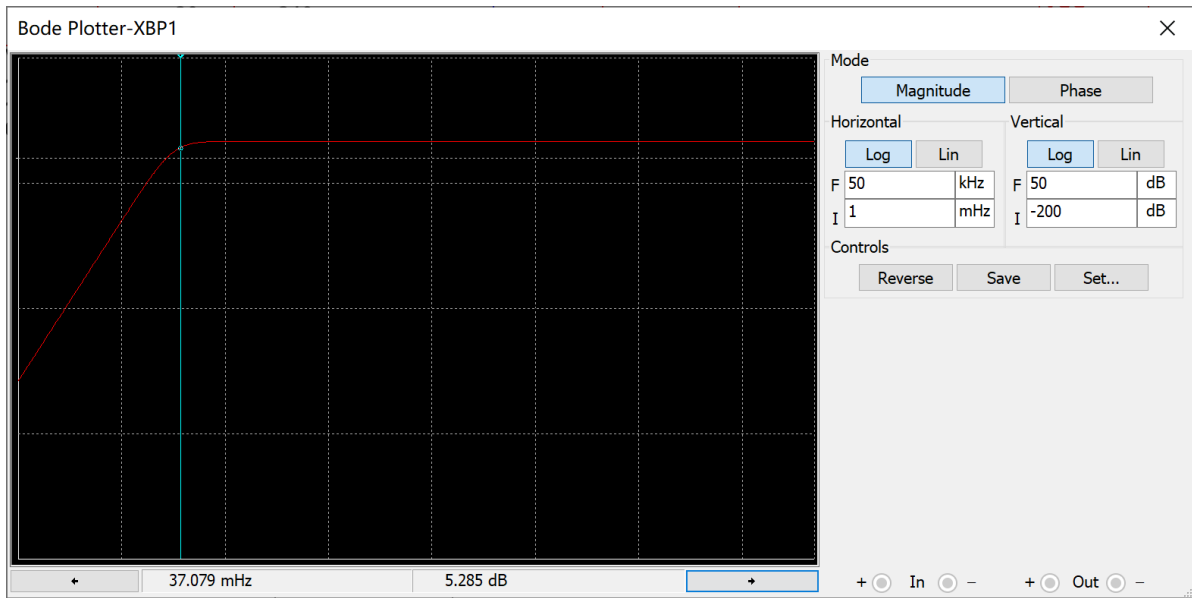 Bode Plotter-XBP1
Mode
Magnitude Phase
Horizontal Vertical
Log Lin Log Lin
F 50 kHz F 50 dB
I 1 mHz I -200 dB
Controls
Reverse Save Set...
37.079 mHz 5.285 dB
+ In − + Out −